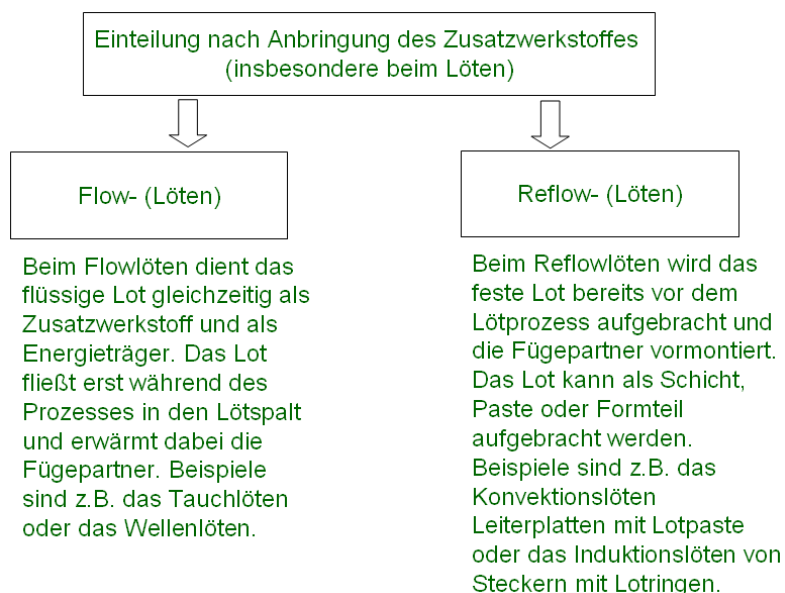 Einteilung nach Anbringung des Zusatzwerkstoffes
(insbesondere beim Löten)
Flow- (Löten)
Beim Flowlöten dient das
flüssige Lot gleichzeitig als
Zusatzwerkstoff und als
Energieträger. Das Lot
fließt erst während des
Prozesses in den Lötspalt
und erwärmt dabei die
Fügepartner. Beispiele
sind z.B. das Tauchlöten
oder das Wellenlöten.
Reflow- (Löten)
Beim Reflowlöten wird das
feste Lot bereits vor dem
Lötprozess aufgebracht und
die Fügepartner vormontiert.
Das Lot kann als Schicht,
Paste oder Formteil
aufgebracht werden.
Beispiele sind z.B. das
Konvektionslöten
Leiterplatten mit Lotpaste
oder das Induktionslöten von
Steckern mit Lotringen.